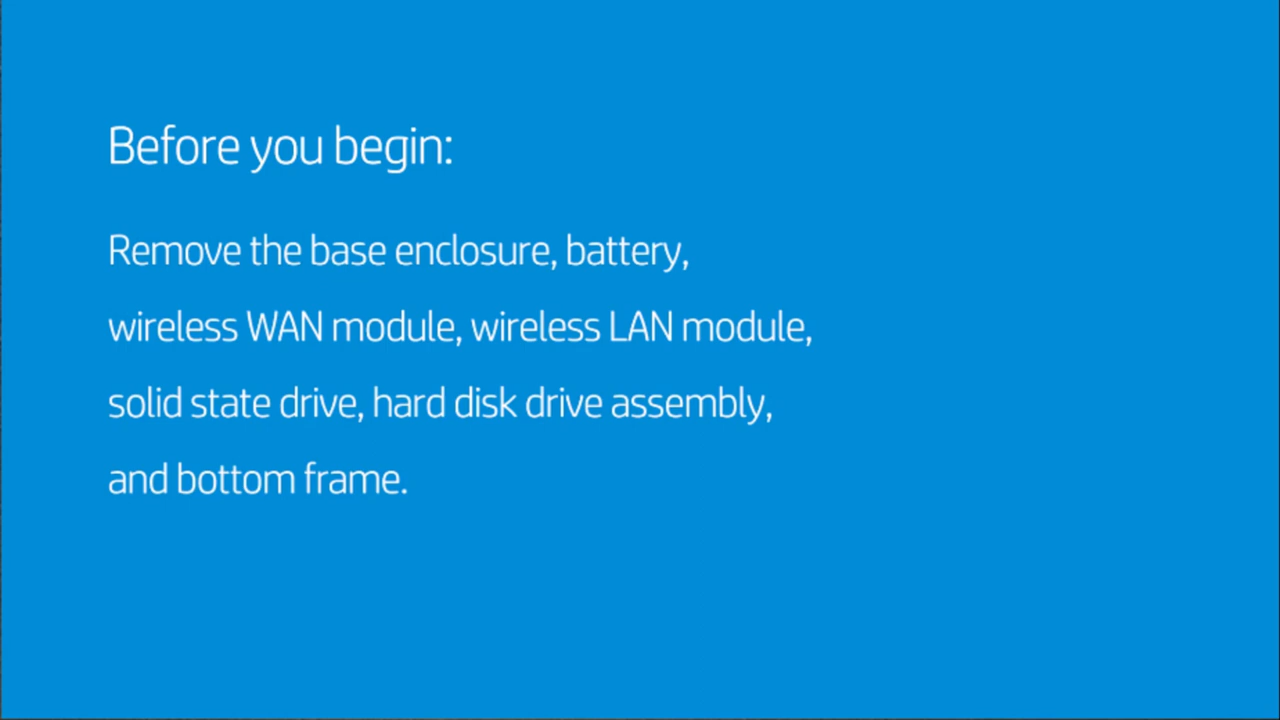 Before you begin:
Remove the base enclosure, battery,
wireless WAN module, wireless LAN module,
solid state drive, hard disk drive assembly,
and bottom frame.